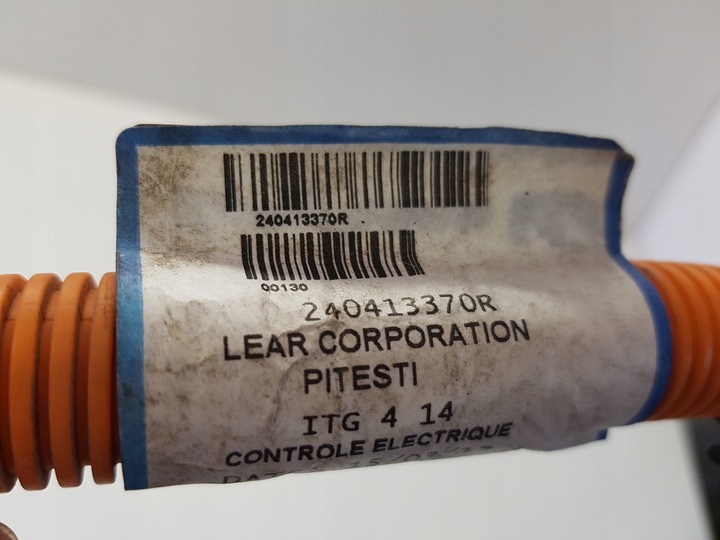 240413370R
00130
240413370R
LEAR CORPORATION
PITESTI
ITG 4 14
CONTROLE ELECTRIQUE